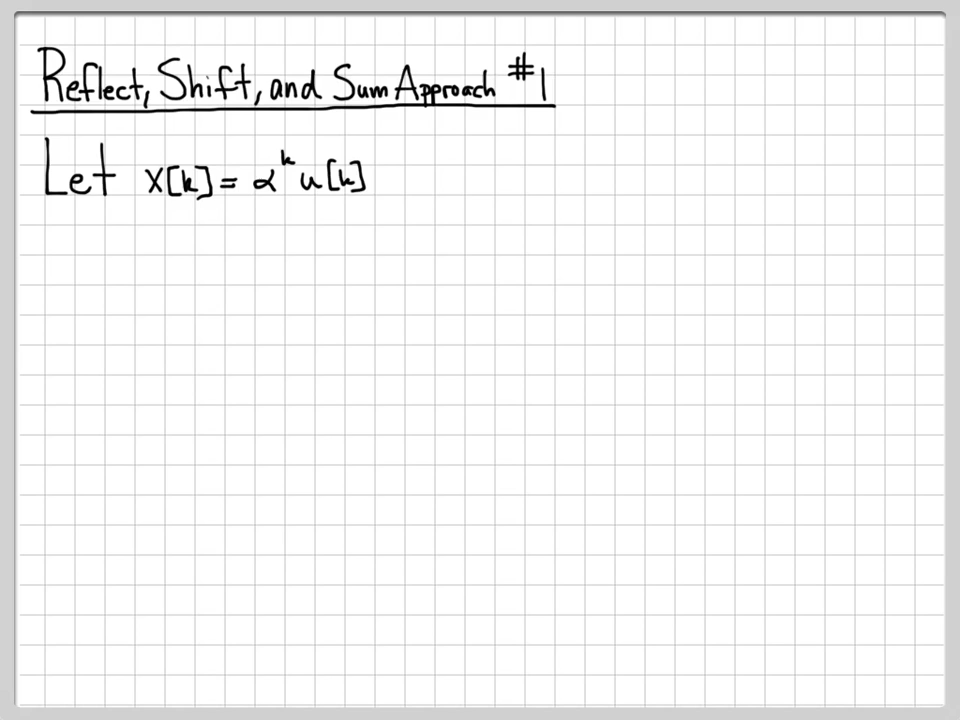 Reflect, Shift, and Sum Approach #1
Let x[k] = α^k u[k]